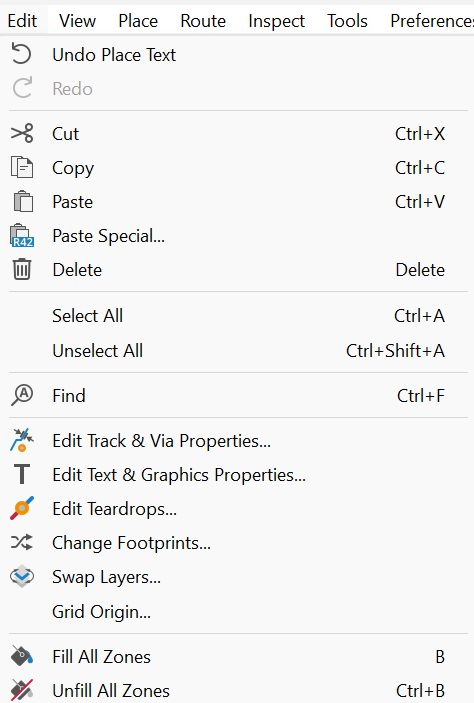 Edit View Place Route Inspect Tools Preferences
Undo Place Text
Redo
Cut Ctrl+X
Copy Ctrl+C
Paste Ctrl+V
R42 Paste Special...
Delete Delete
Select All Ctrl+A
Unselect All Ctrl+Shift+A
A Find Ctrl+F
Edit Track & Via Properties...
T Edit Text & Graphics Properties...
Edit Teardrops...
Change Footprints...
Swap Layers...
Grid Origin...
Fill All Zones B
Unfill All Zones Ctrl+B